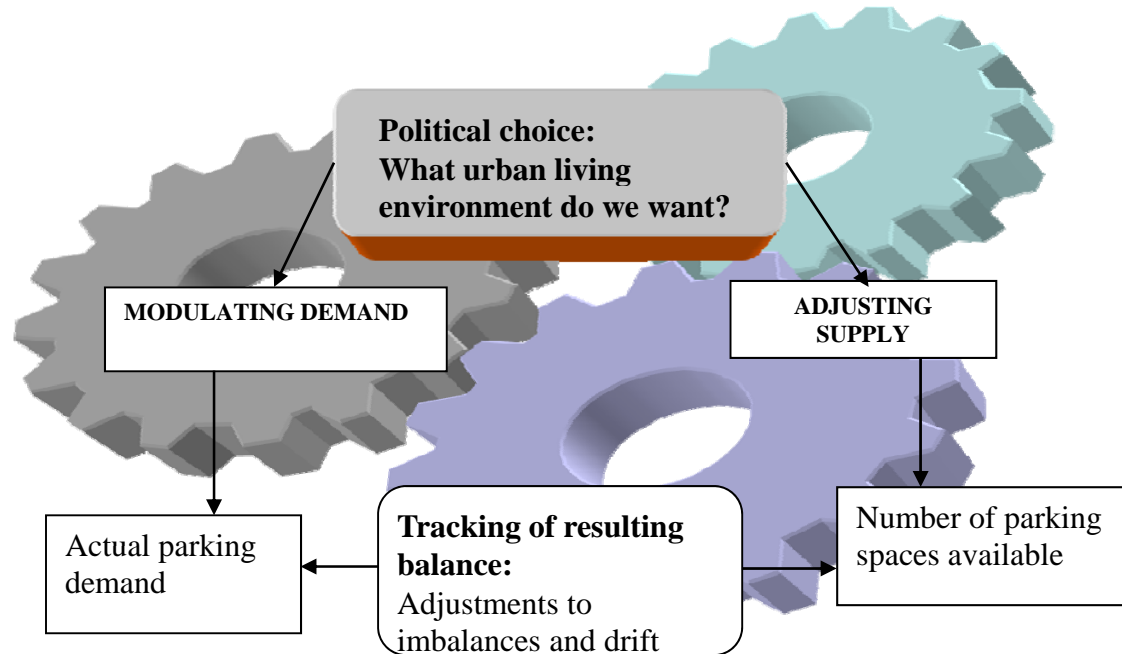 Political choice:
What urban living
environment do we want?
MODULATING DEMAND
ADJUSTING
SUPPLY
Actual parking
demand
Tracking of resulting
balance:
Adjustments to
imbalances and drift
Number of parking
spaces available